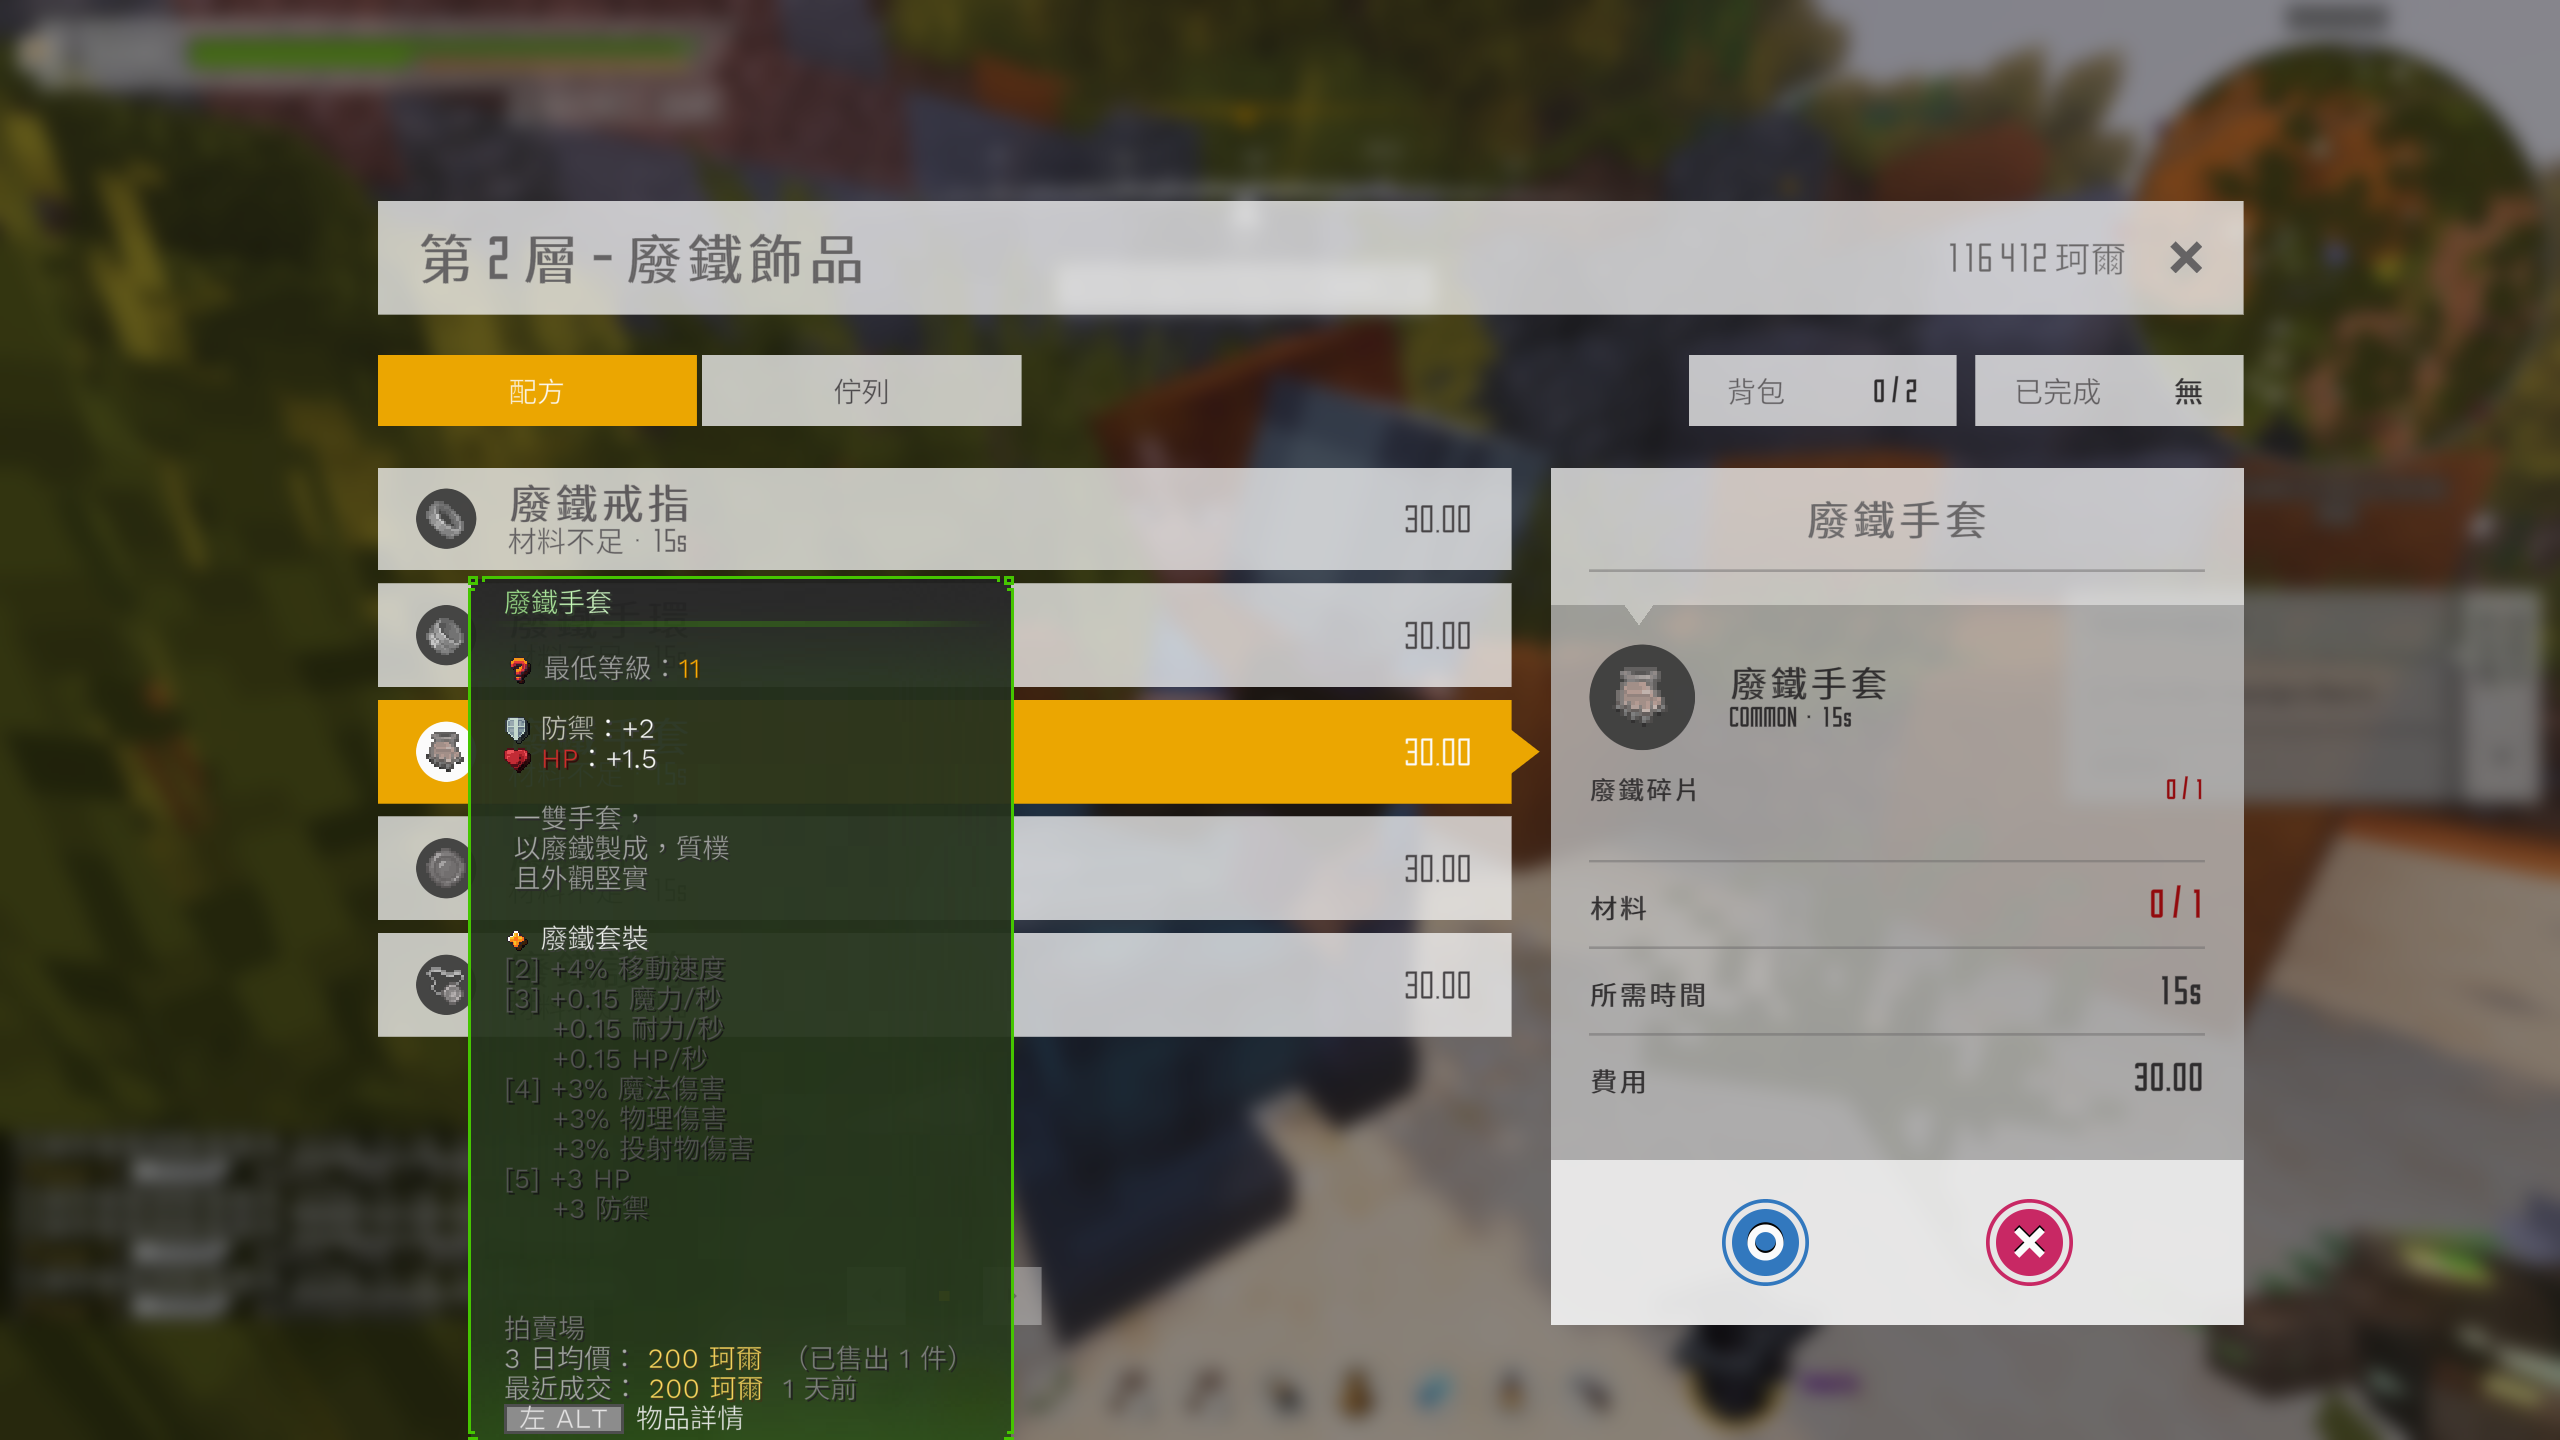 第2層-廢鐵飾品
116412珂爾
配方
佇列
背包 0/2
已完成 無
廢鐵戒指
材料不足 · 15s
30.00
30.00
30.00
30.00
30.00
廢鐵手套
最低等級：11
防禦：+2
HP：+1.5
一雙手套，
以廢鐵製成，質樸
且外觀堅實
廢鐵套裝
[2] +4% 移動速度
[3] +0.15 魔力/秒
+0.15 耐力/秒
+0.15 HP/秒
[4] +3% 魔法傷害
+3% 物理傷害
+3% 投射物傷害
[5] +3 HP
+3 防禦
拍賣場
3 日均價： 200 珂爾 （已售出 1 件）
最近成交： 200 珂爾 1 天前
左 ALT 物品詳情
廢鐵手套
廢鐵手套
COMMON · 15s
廢鐵碎片 0/1
材料 0/1
所需時間 15s
費用 30.00